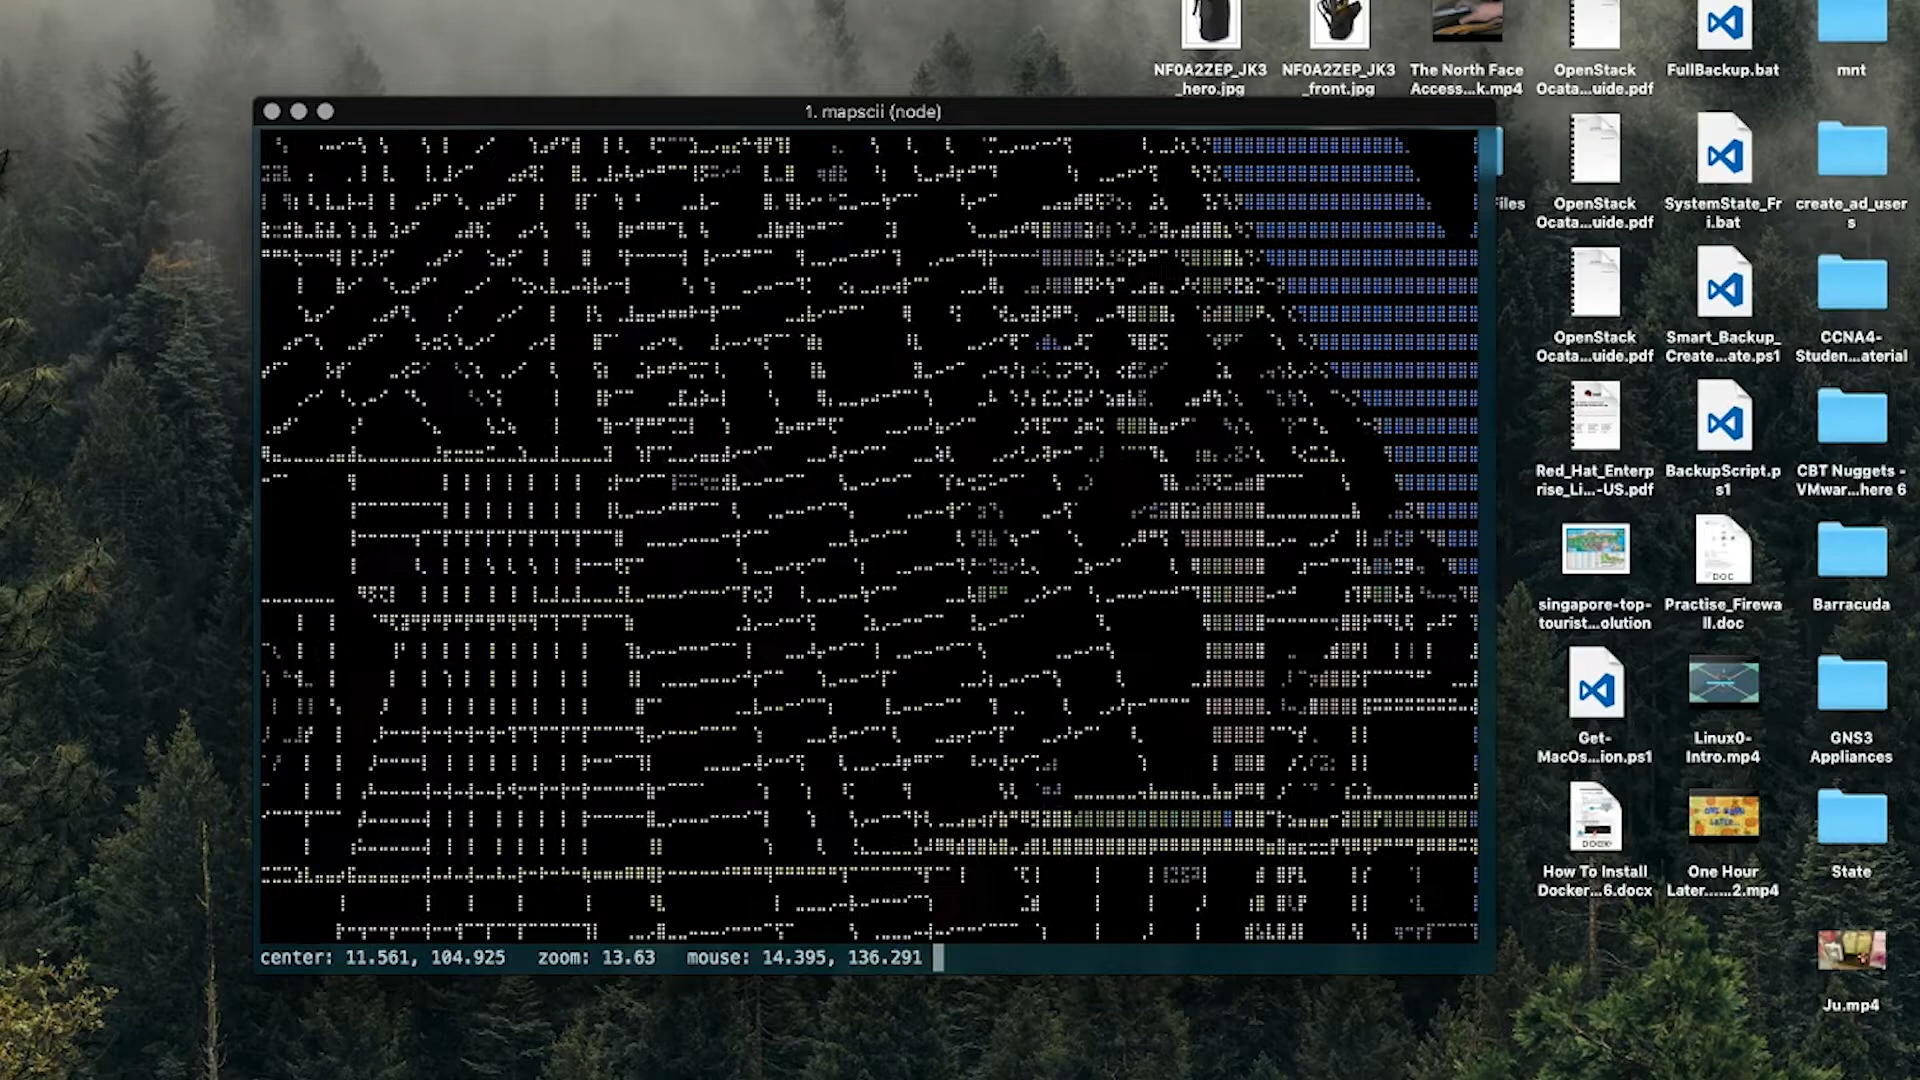 NF0A2ZEP_JK3
_hero.jpg
NF0A2ZEP_JK3
_front.jpg
The North Face
Access...k.mp4
OpenStack
Ocata...uide.pdf
FullBackup.bat
mnt
1. mapscii (node)
Files
OpenStack
Ocata...uide.pdf
SystemState_Fr
i.bat
create_ad_user
s
OpenStack
Ocata...uide.pdf
Smart_Backup_
Create...ate.ps1
CCNA4-
Studen...aterial
Red_Hat_Enterp
rise_Li...-US.pdf
BackupScript.p
s1
CBT Nuggets -
VMwar...here 6
singapore-top-
tourist...olution
DOC
Practise_Firewa
ll.doc
Barracuda
Get-
MacOs...ion.ps1
Linux0-
Intro.mp4
GNS3
Appliances
DOCX
How To Install
Docker...6.docx
ONE HOUR
LATER...
One Hour
Later......2.mp4
State
Ju.mp4
center: 11.561, 104.925 zoom: 13.63 mouse: 14.395, 136.291